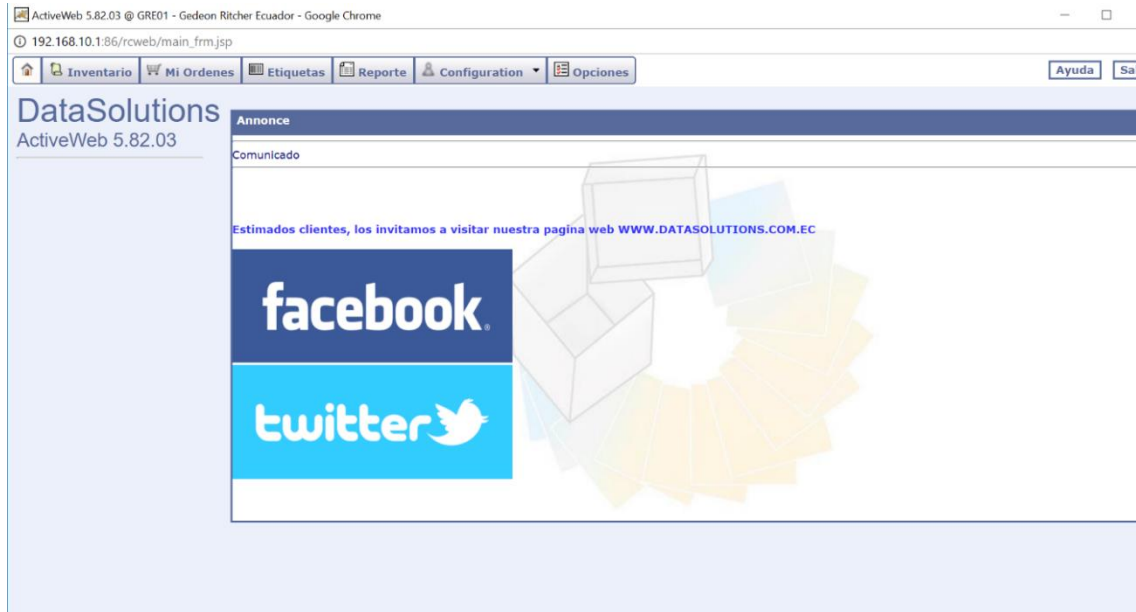 ActiveWeb 5.82.03 @ GRE01 - Gedeon Ritcher Ecuador - Google Chrome
192.168.10.1:86/rcweb/main_frm.jsp
Inventario Mi Ordenes Etiquetas Reporte Configuration Opciones Ayuda Sa
DataSolutions
ActiveWeb 5.82.03
Annonce
Comunicado
Estimados clientes, los invitamos a visitar nuestra pagina web WWW.DATASOLUTIONS.COM.EC
facebook®
twitter